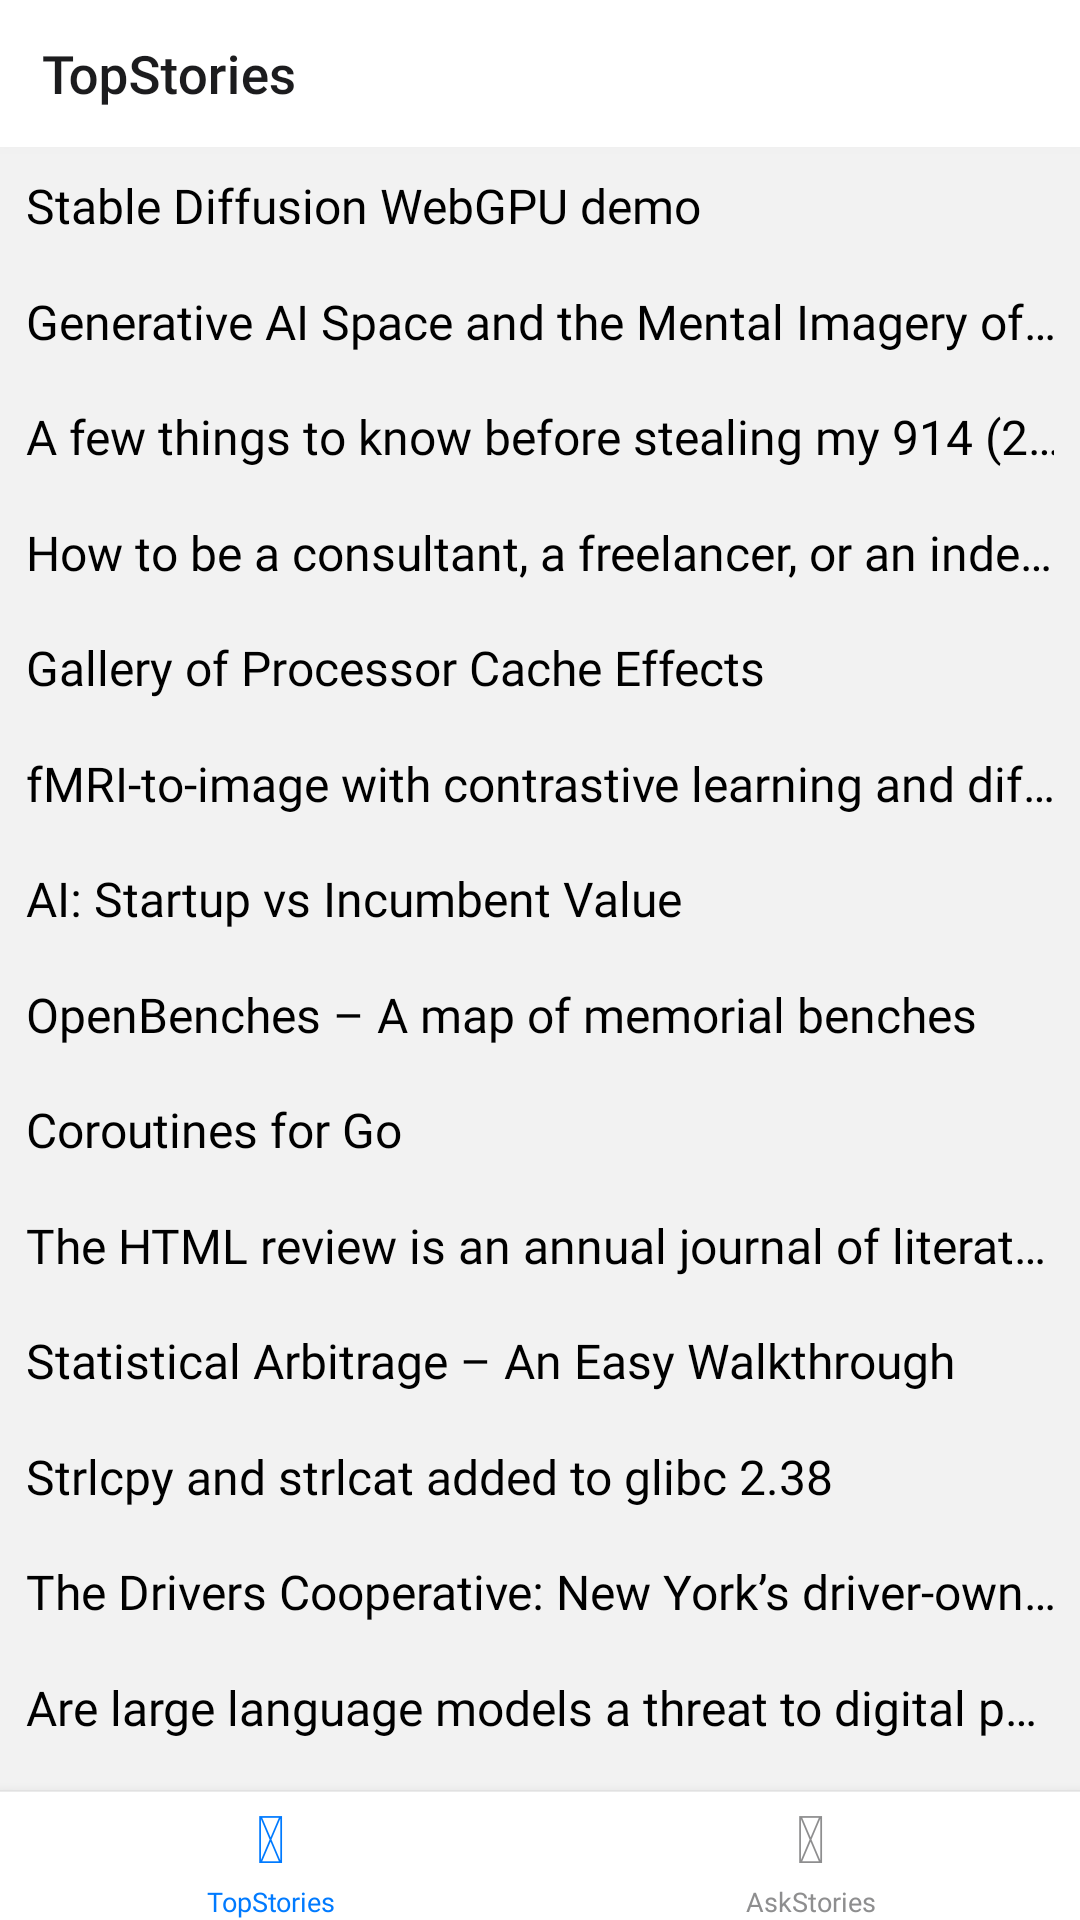 TopStories
Stable Diffusion WebGPU demo
Generative AI Space and the Mental Imagery of…
A few things to know before stealing my 914 (2…
How to be a consultant, a freelancer, or an inde…
Gallery of Processor Cache Effects
fMRI-to-image with contrastive learning and dif…
AI: Startup vs Incumbent Value
OpenBenches – A map of memorial benches
Coroutines for Go
The HTML review is an annual journal of literat…
Statistical Arbitrage – An Easy Walkthrough
Strlcpy and strlcat added to glibc 2.38
The Drivers Cooperative: New York’s driver-own…
Are large language models a threat to digital p…
TopStories
AskStories